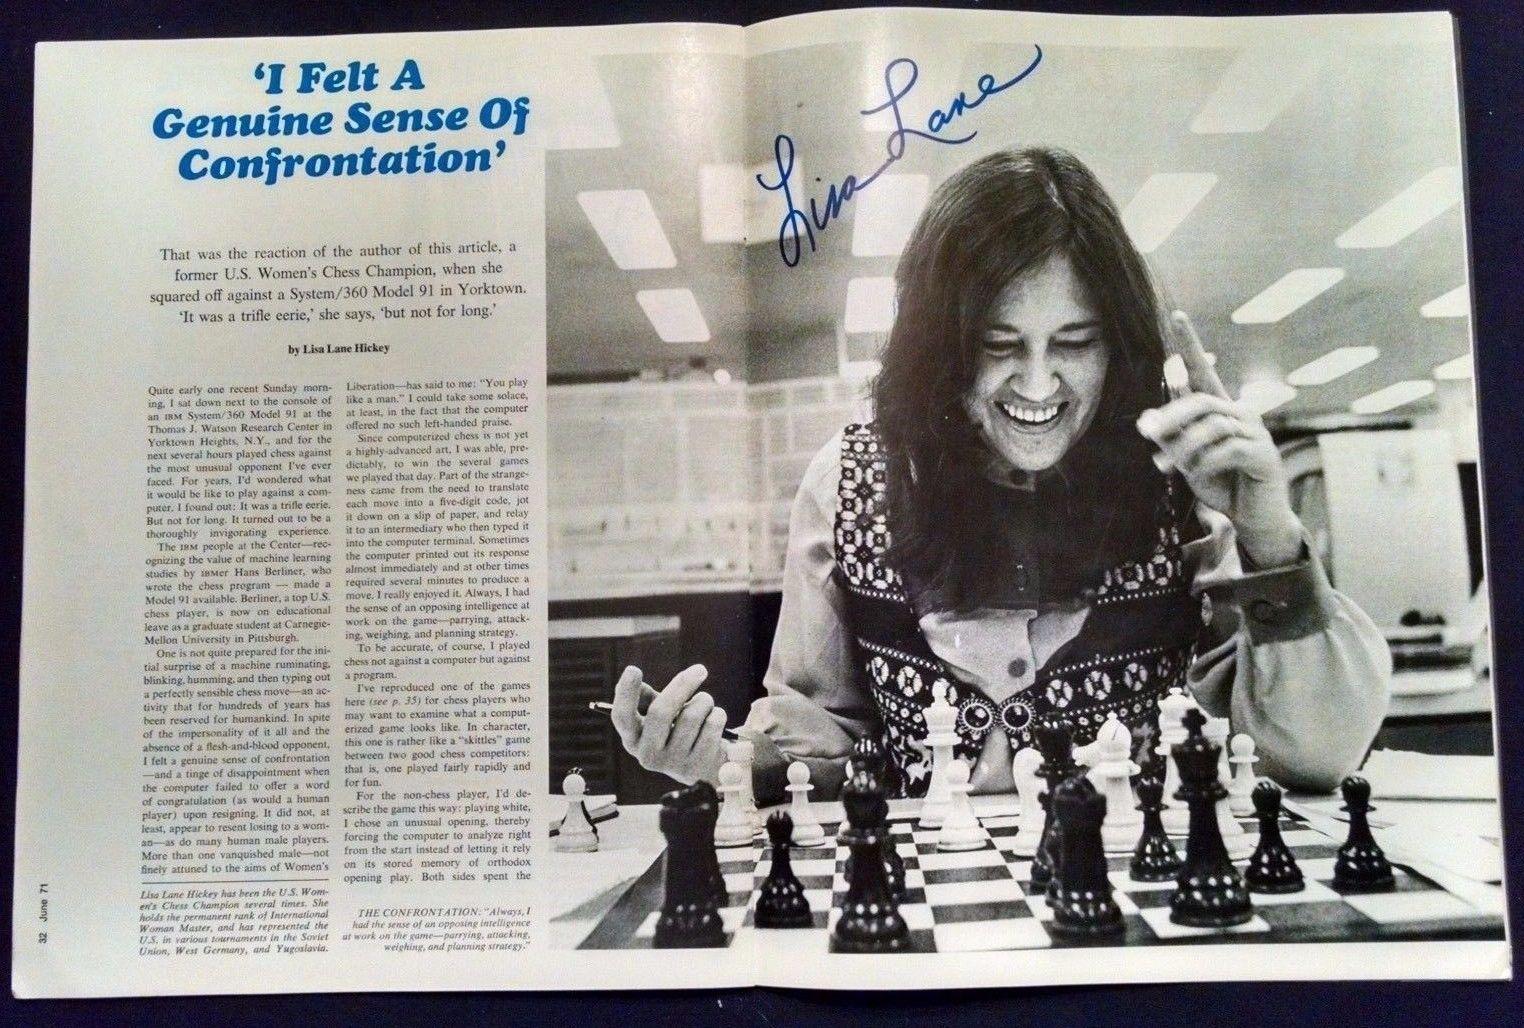 ‘I Felt A
Genuine Sense Of
Confrontation’
That was the reaction of the author of this article, a
former U.S. Women's Chess Champion, when she
squared off against a System/360 Model 91 in Yorktown.
‘It was a trifle eerie,’ she says, ‘but not for long.’
by Lisa Lane Hickey
Quite early one recent Sunday morn-
ing, I sat down next to the console of
an IBM System/360 Model 91 at the
Thomas J. Watson Research Center in
Yorktown Heights, N.Y., and for the
next several hours played chess against
the most unusual opponent I've ever
faced. For years, I'd wondered what
it would be like to play against a com-
puter. I found out: It was a trifle eerie.
But not for long. It turned out to be a
thoroughly invigorating experience.
The IBM people at the Center—rec-
ognizing the value of machine learning
studies by IBMer Hans Berliner, who
wrote the chess program — made a
Model 91 available. Berliner, a top U.S.
chess player, is now on educational
leave as a graduate student at Carnegie-
Mellon University in Pittsburgh.
One is not quite prepared for the ini-
tial surprise of a machine ruminating,
blinking, humming, and then typing out
a perfectly sensible chess move—an ac-
tivity that for hundreds of years has
been reserved for humankind. In spite
of the impersonality of it all and the
absence of a flesh-and-blood opponent,
I felt a genuine sense of confrontation
—and a tinge of disappointment when
the computer failed to offer a word
of congratulation (as would a human
player) upon resigning. It did not, at
least, appear to resent losing to a wom-
an—as do many human male players.
More than one vanquished male—not
finely attuned to the aims of Women's
Lisa Lane Hickey has been the U.S. Wom-
en's Chess Champion several times. She
holds the permanent rank of International
Woman Master, and has represented the
U.S. in various tournaments in the Soviet
Union, West Germany, and Yugoslavia.
Liberation—has said to me: “You play
like a man.” I could take some solace,
at least, in the fact that the computer
offered no such left-handed praise.
Since computerized chess is not yet
a highly-advanced art, I was able, pre-
dictably, to win the several games
we played that day. Part of the strange-
ness came from the need to translate
each move into a five-digit code, jot
it down on a slip of paper, and relay
it to an intermediary who then typed it
into the computer terminal. Sometimes
the computer printed out its response
almost immediately and at other times
required several minutes to produce a
move. I really enjoyed it. Always, I had
the sense of an opposing intelligence at
work on the game—parrying, attack-
ing, weighing, and planning strategy.
To be accurate, of course, I played
chess not against a computer but against
a program.
I've reproduced one of the games
here (see p. 35) for chess players who
may want to examine what a comput-
erized game looks like. In character,
this one is rather like a “skittles” game
between two good chess competitors:
that is, one played fairly rapidly and
for fun.
For the non-chess player, I'd de-
scribe the game this way: playing white,
I chose an unusual opening, thereby
forcing the computer to analyze right
from the start instead of letting it rely
on its stored memory of orthodox
opening play. Both sides spent the
THE CONFRONTATION: “Always, I
had the sense of an opposing intelligence
at work on the game—parrying, attacking,
weighing, and planning strategy.”
32 June 71
Lisa Lane